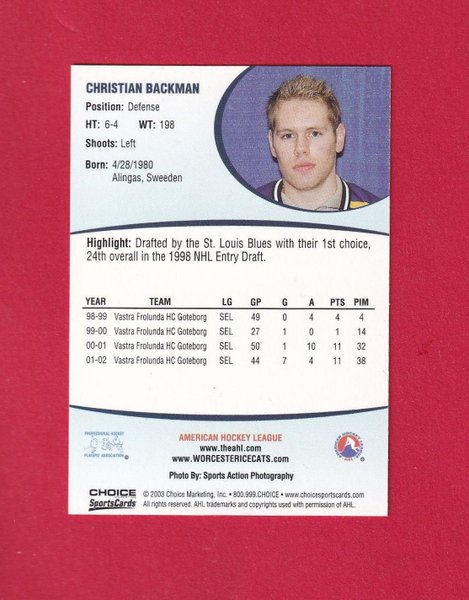 CHRISTIAN BACKMAN
Position: Defense
HT: 6-4 WT: 198
Shoots: Left
Born: 4/28/1980
Alingas, Sweeden
Highlight: Drafted by the St. Louis Blues with their 1st choice,
24th overall in the 1998 NHL Entry Draft.
YEAR TEAM LG GP G A PTS PIM
98-99 Vastra Frolunda HC Goteborg SEL 49 0 4 4 4
99-00 Vastra Frolunda HC Goteborg SEL 27 1 0 1 14
00-01 Vastra Frolunda HC Goteborg SEL 50 1 10 11 32
01-02 Vastra Frolunda HC Goteborg SEL 44 7 4 11 38
PROFESSIONAL HOCKEY
PLAYERS ASSOCIATION
AMERICAN HOCKEY LEAGUE
www.theahl.com
www.WORCESTERICECATS.com
Photo By: Sports Action Photography
CHOICE
SportsCards
© 2003 Choice Marketing, Inc. • 800.999.CHOICE • www.choicesportscards.com
All rights reserved. AHL trademarks and copyrights used with permission of AHL.